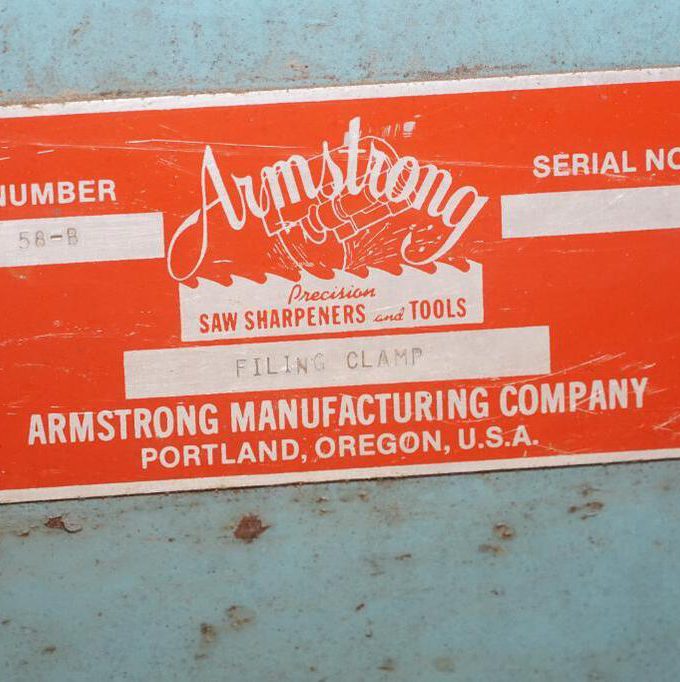 NUMBER
58-B
SERIAL NO
Armstrong
Precision
SAW SHARPENERS and TOOLS
FILING CLAMP
ARMSTRONG MANUFACTURING COMPANY
PORTLAND, OREGON, U.S.A.